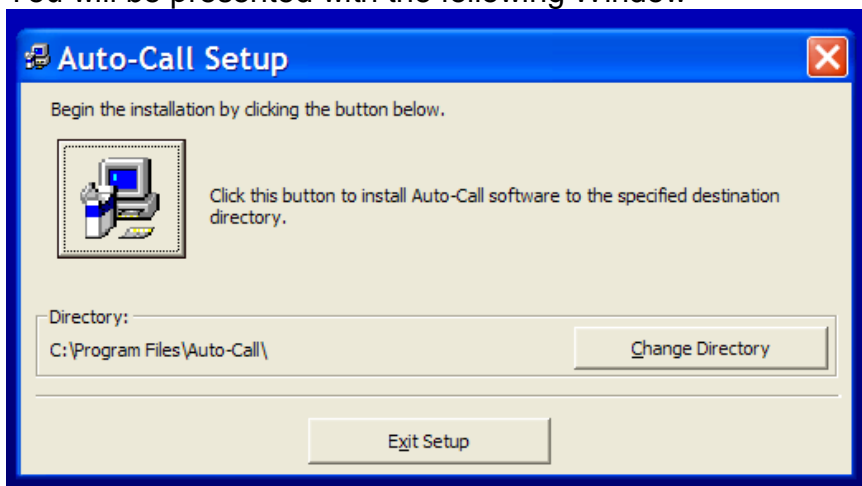 You will be presented with the following Window
Auto-Call Setup
Begin the installation by clicking the button below.
Click this button to install Auto-Call software to the specified destination
directory.
Directory:
C:\Program Files\Auto-Call\
Change Directory
Exit Setup